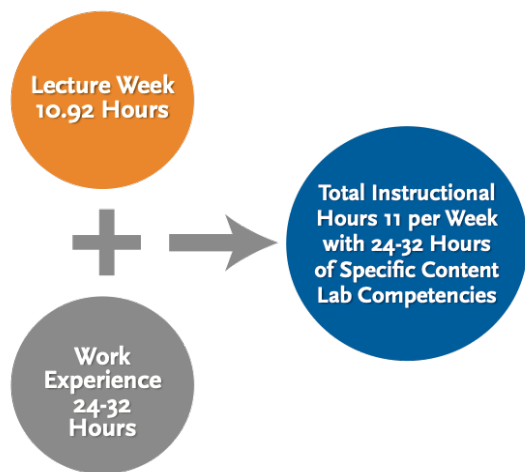 Lecture Week
10.92 Hours
Work
Experience
24-32
Hours
Total Instructional
Hours 11 per Week
with 24-32 Hours
of Specific Content
Lab Competencies